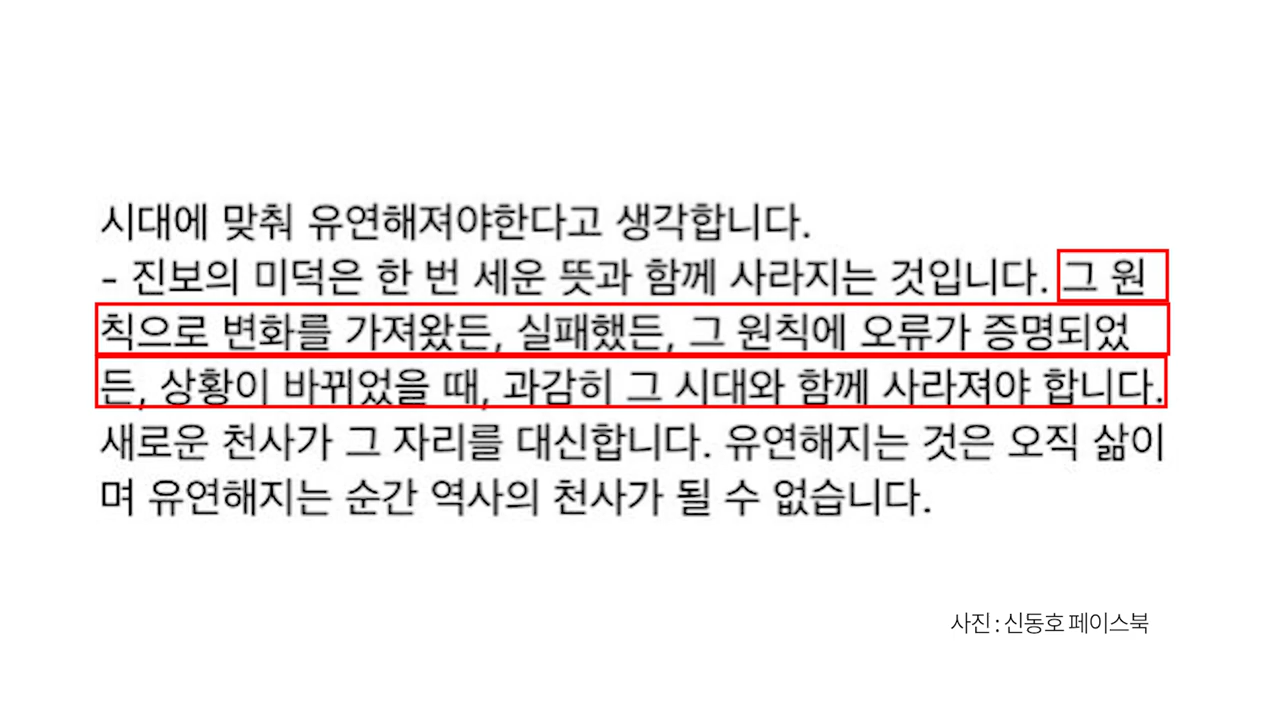 시대에 맞춰 유연해져야한다고 생각합니다.
- 진보의 미덕은 한 번 세운 뜻과 함께 사라지는 것입니다. 그 원
칙으로 변화를 가져왔든, 실패했든, 그 원칙에 오류가 증명되었
든, 상황이 바뀌었을 때, 과감히 그 시대와 함께 사라져야 합니다.
새로운 천사가 그 자리를 대신합니다. 유연해지는 것은 오직 삶이
며 유연해지는 순간 역사의 천사가 될 수 없습니다.
사진 : 신동호 페이스북